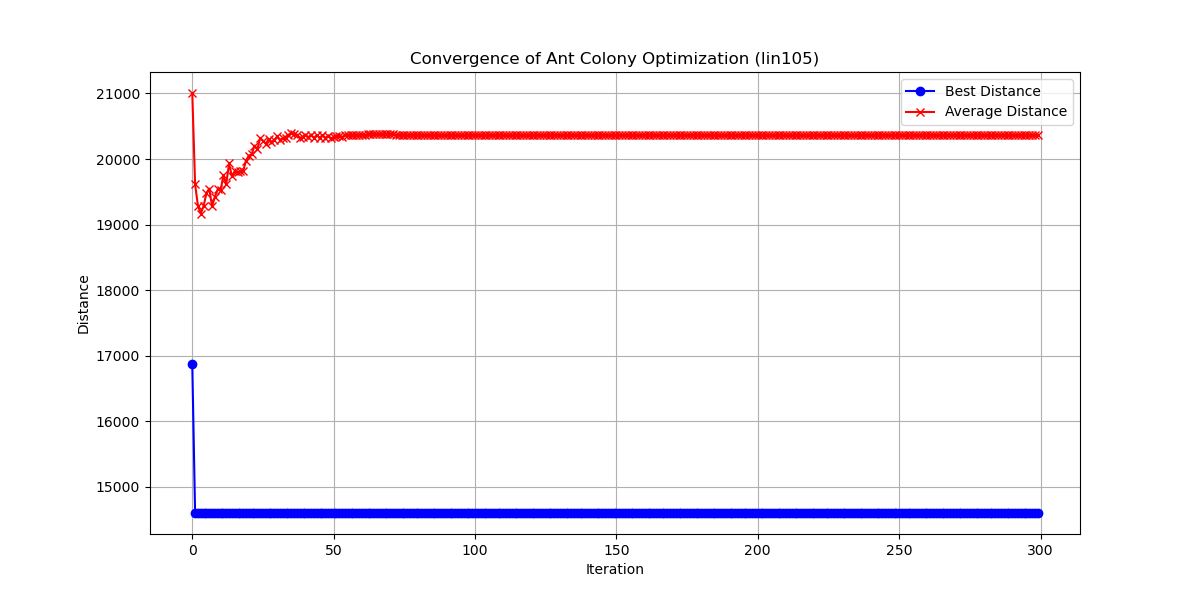 Convergence of Ant Colony Optimization (lin105)
Best Distance
Average Distance
Distance
21000
20000
19000
18000
17000
16000
15000
0 50 100 150 200 250 300
Iteration